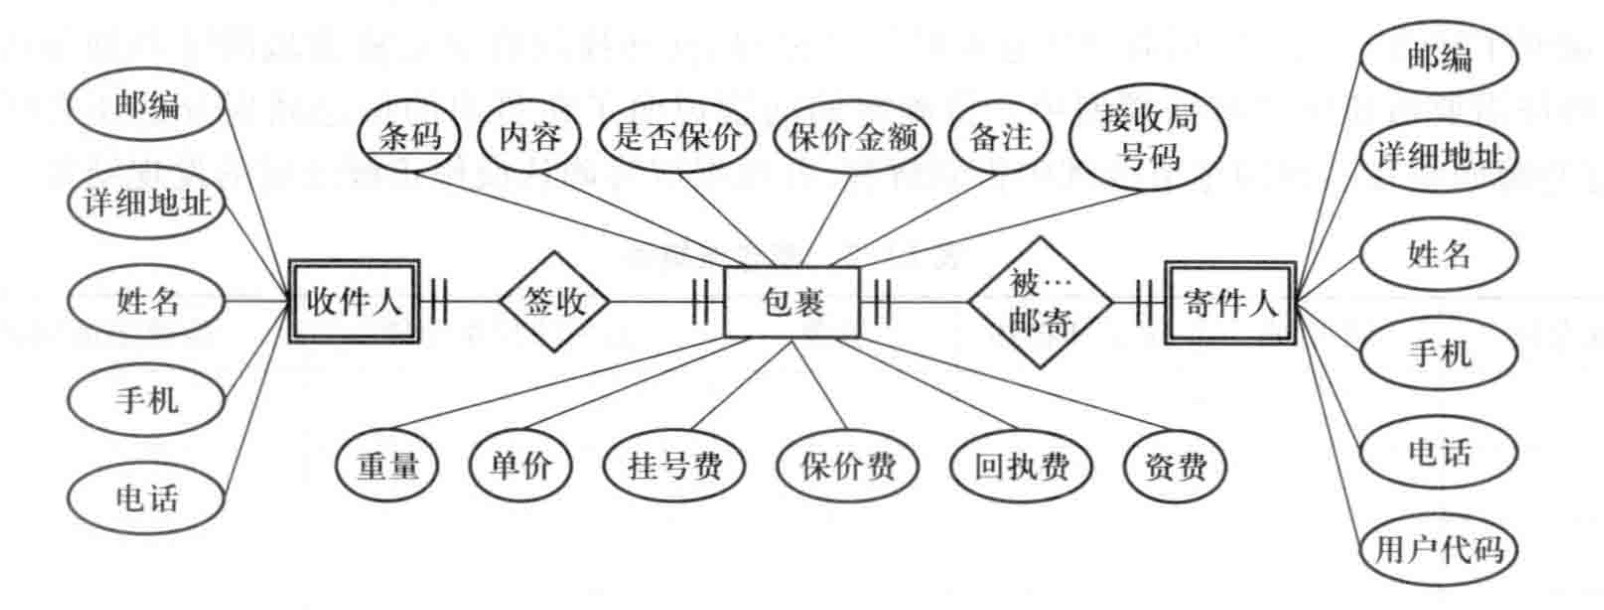 邮编
详细地址
姓名
手机
电话
条码
内容
是否保价
保价金额
备注
接收局
号码
收件人
签收
包裹
被…
邮寄
寄件人
重量
单价
挂号费
保价费
回执费
资费
邮编
详细地址
姓名
手机
电话
用户代码